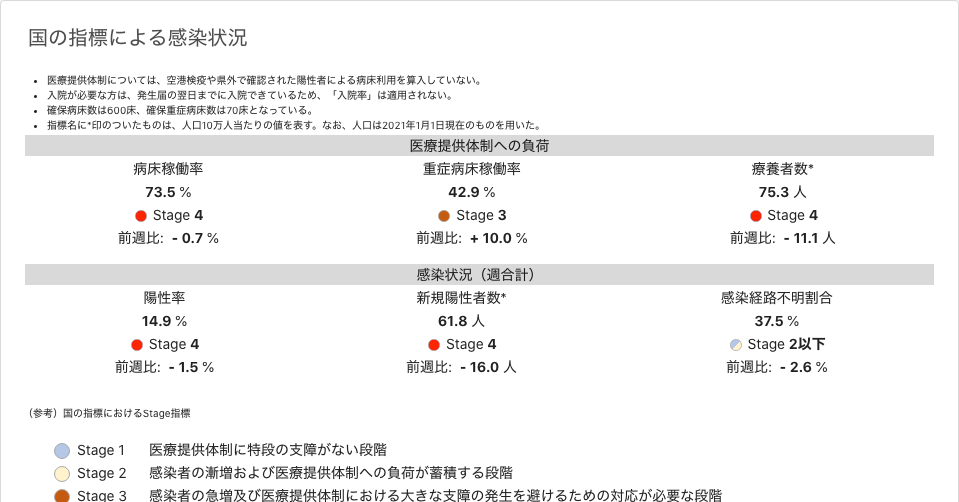 国の指標による感染状況
• 医療提供体制については、空港検疫や県外で確認された陽性者による病床利用を算入していない。
• 入院が必要な方は、発生届の翌日までに入院できているため、「入院率」は適用されない。
• 確保病床数は600床、確保重症病床数は70床となっている。
• 指標名に*印のついたものは、人口10万人当たりの値を表す。なお、人口は2021年1月1日現在のものを用いた。
医療提供体制への負荷
病床稼働率 重症病床稼働率 療養者数*
73.5 % 42.9 % 75.3 人
Stage 4 Stage 3 Stage 4
前週比: - 0.7 % 前週比: + 10.0 % 前週比: - 11.1 人
感染状況（週合計）
陽性率 新規陽性者数* 感染経路不明割合
14.9 % 61.8 人 37.5 %
Stage 4 Stage 4 Stage 2以下
前週比: - 1.5 % 前週比: - 16.0 人 前週比: - 2.6 %
（参考）国の指標におけるStage指標
Stage 1 医療提供体制に特段の支障がない段階
Stage 2 感染者の漸増および医療提供体制への負荷が蓄積する段階
Stage 3 感染者の急増及び医療提供体制における大きな支障の発生を避けるための対応が必要な段階